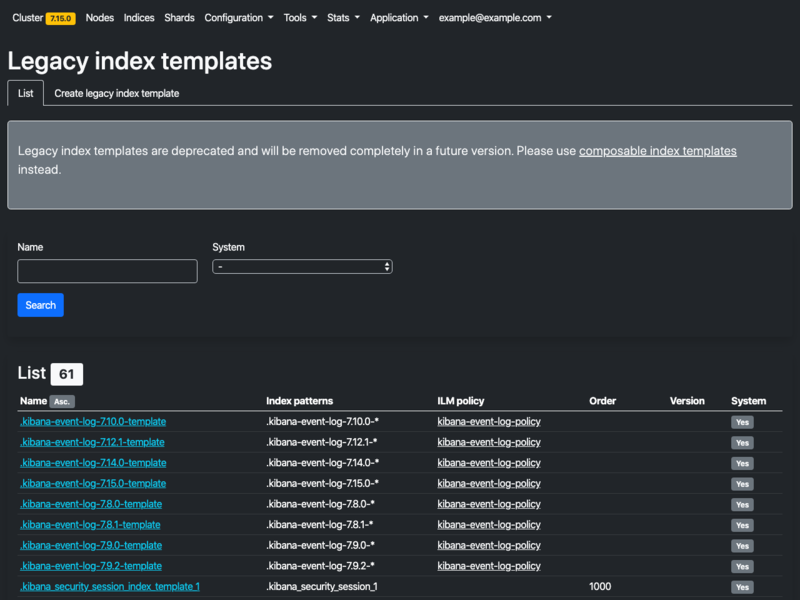 Cluster 7.15.0 Nodes Indices Shards Configuration Tools Stats Application example@example.com
Legacy index templates
List Create legacy index template
Legacy index templates are deprecated and will be removed completely in a future version. Please use composable index templates
instead.
Name System
-
Search
List 61
Name Asc. Index patterns ILM policy Order Version System
.kibana-event-log-7.10.0-template .kibana-event-log-7.10.0-* kibana-event-log-policy Yes
.kibana-event-log-7.12.1-template .kibana-event-log-7.12.1-* kibana-event-log-policy Yes
.kibana-event-log-7.14.0-template .kibana-event-log-7.14.0-* kibana-event-log-policy Yes
.kibana-event-log-7.15.0-template .kibana-event-log-7.15.0-* kibana-event-log-policy Yes
.kibana-event-log-7.8.0-template .kibana-event-log-7.8.0-* kibana-event-log-policy Yes
.kibana-event-log-7.8.1-template .kibana-event-log-7.8.1-* kibana-event-log-policy Yes
.kibana-event-log-7.9.0-template .kibana-event-log-7.9.0-* kibana-event-log-policy Yes
.kibana-event-log-7.9.2-template .kibana-event-log-7.9.2-* kibana-event-log-policy Yes
.kibana_security_session_index_template_1 .kibana_security_session_1 1000 Yes